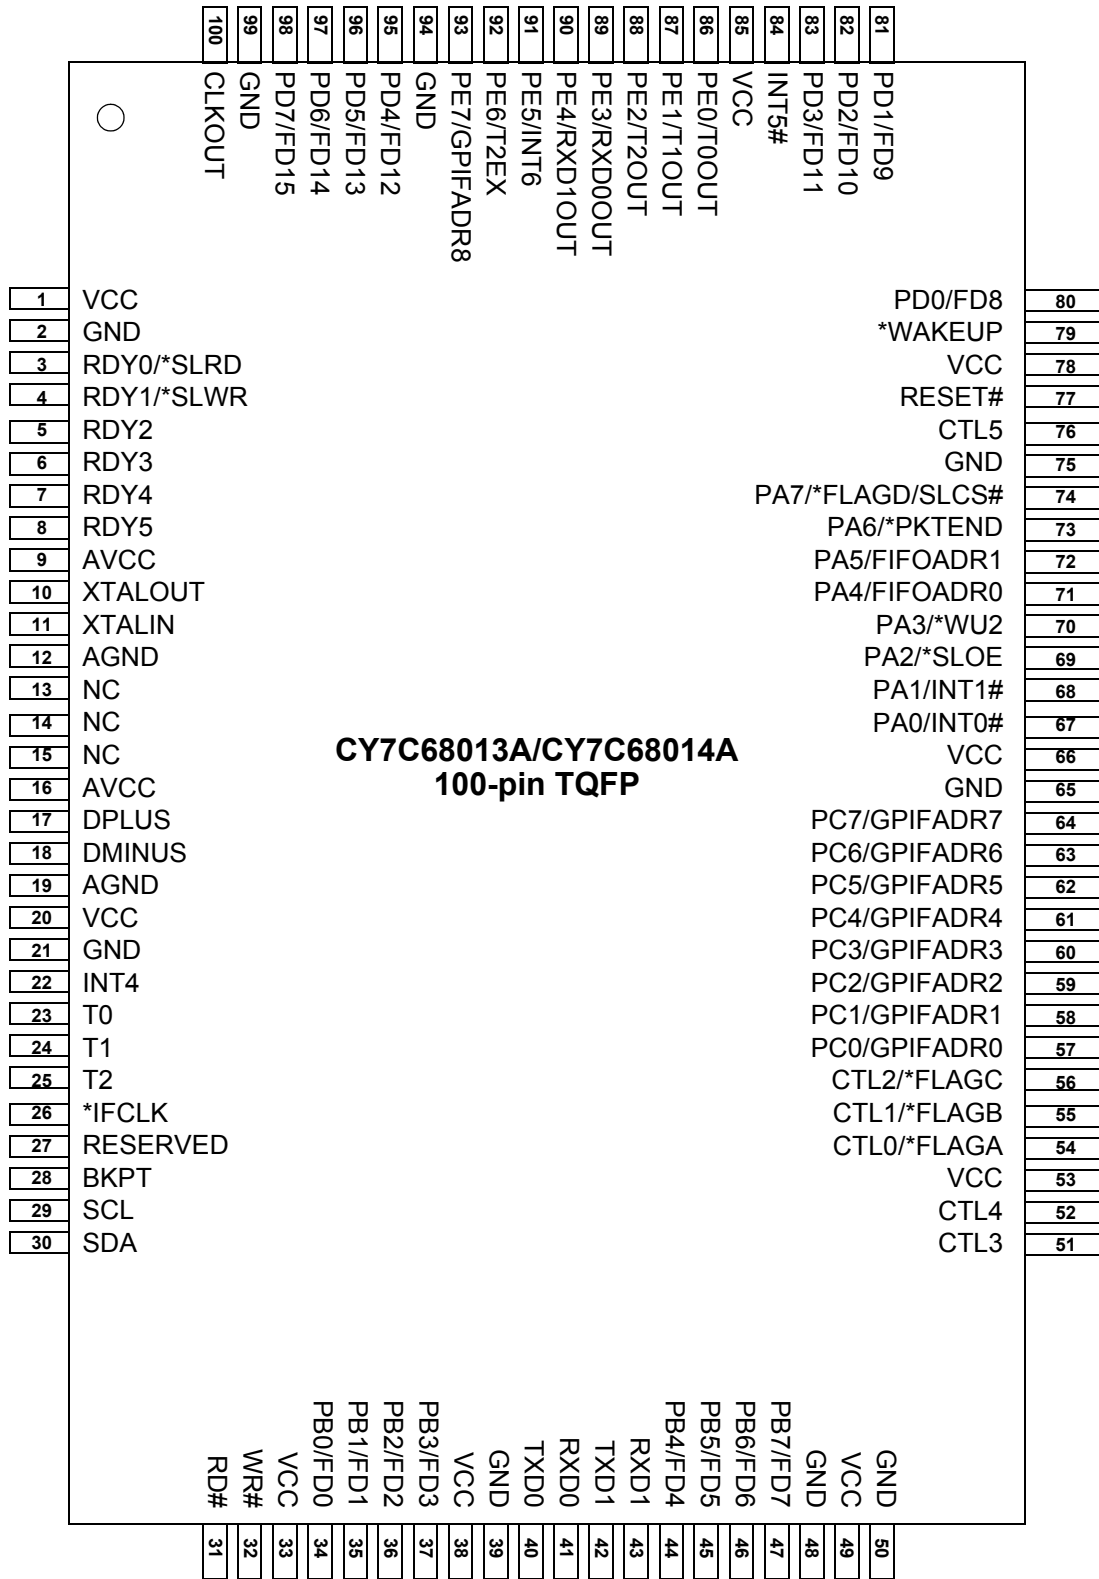 100 99 98 97 96 95 94 93 92 91 90 89 88 87 86 85 84 83 82 81
CLKOUT
GND
PD7/FD15
PD6/FD14
PD5/FD13
PD4/FD12
GND
PE7/GPIFADR8
PE6/T2EX
PE5/INT6
PE4/RXD1OUT
PE3/RXD0OUT
PE2/T2OUT
PE1/T1OUT
PE0/T0OUT
VCC
INT5#
PD3/FD11
PD2/FD10
PD1/FD9
1 VCC
2 GND
3 RDY0/*SLRD
4 RDY1/*SLWR
5 RDY2
6 RDY3
7 RDY4
8 RDY5
9 AVCC
10 XTALOUT
11 XTALIN
12 AGND
13 NC
14 NC
15 NC
16 AVCC
17 DPLUS
18 DMINUS
19 AGND
20 VCC
21 GND
22 INT4
23 T0
24 T1
25 T2
26 *IFCLK
27 RESERVED
28 BKPT
29 SCL
30 SDA
CY7C68013A/CY7C68014A
100-pin TQFP
PD0/FD8 80
*WAKEUP 79
VCC 78
RESET# 77
CTL5 76
GND 75
PA7/*FLAGD/SLCS# 74
PA6/*PKTEND 73
PA5/FIFOADR1 72
PA4/FIFOADR0 71
PA3/*WU2 70
PA2/*SLOE 69
PA1/INT1# 68
PA0/INT0# 67
VCC 66
GND 65
PC7/GPIFADR7 64
PC6/GPIFADR6 63
PC5/GPIFADR5 62
PC4/GPIFADR4 61
PC3/GPIFADR3 60
PC2/GPIFADR2 59
PC1/GPIFADR1 58
PC0/GPIFADR0 57
CTL2/*FLAGC 56
CTL1/*FLAGB 55
CTL0/*FLAGA 54
VCC 53
CTL4 52
CTL3 51
RD#
WR#
VCC
PB0/FD0
PB1/FD1
PB2/FD2
PB3/FD3
VCC
GND
TXD0
RXD0
TXD1
RXD1
PB4/FD4
PB5/FD5
PB6/FD6
PB7/FD7
GND
VCC
GND
31 32 33 34 35 36 37 38 39 40 41 42 43 44 45 46 47 48 49 50